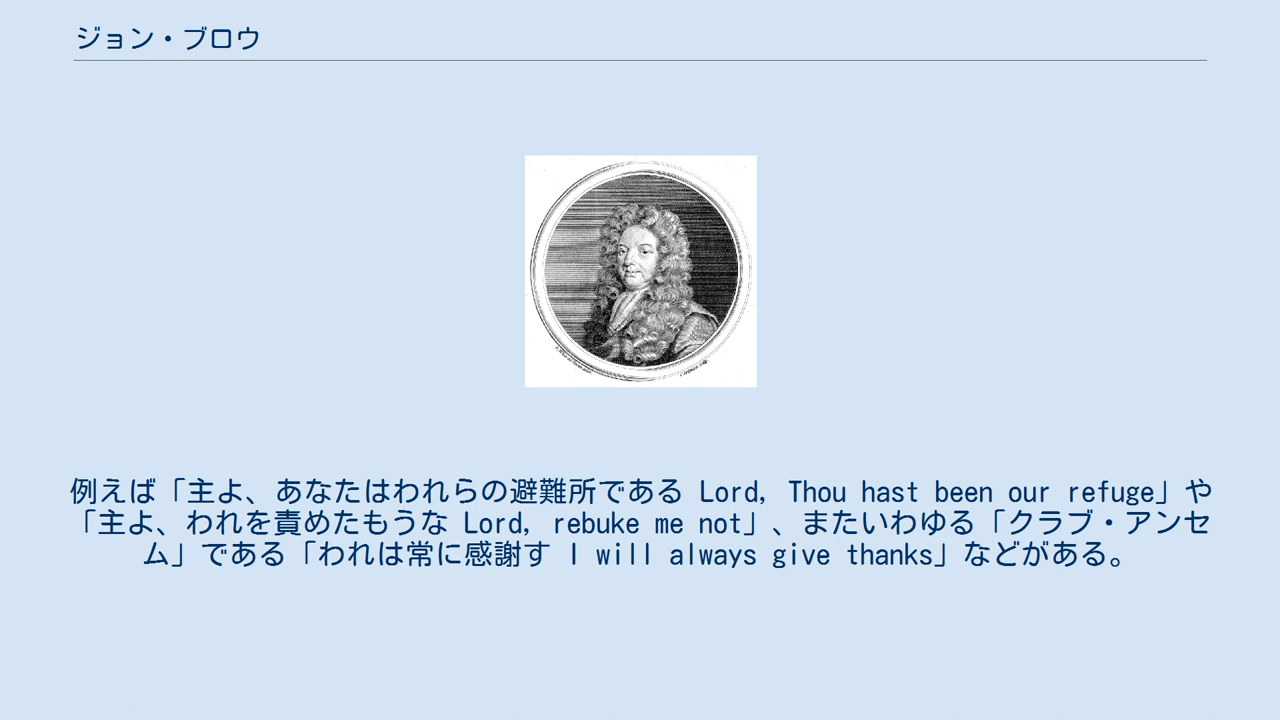 ジョン・ブロウ
例えば「主よ、あなたはわれらの避難所である Lord, Thou hast been our refuge」や
「主よ、われを責めたもうな Lord, rebuke me not」、またいわゆる「クラブ・アンセ
ム」である「われは常に感謝す I will always give thanks」などがある。